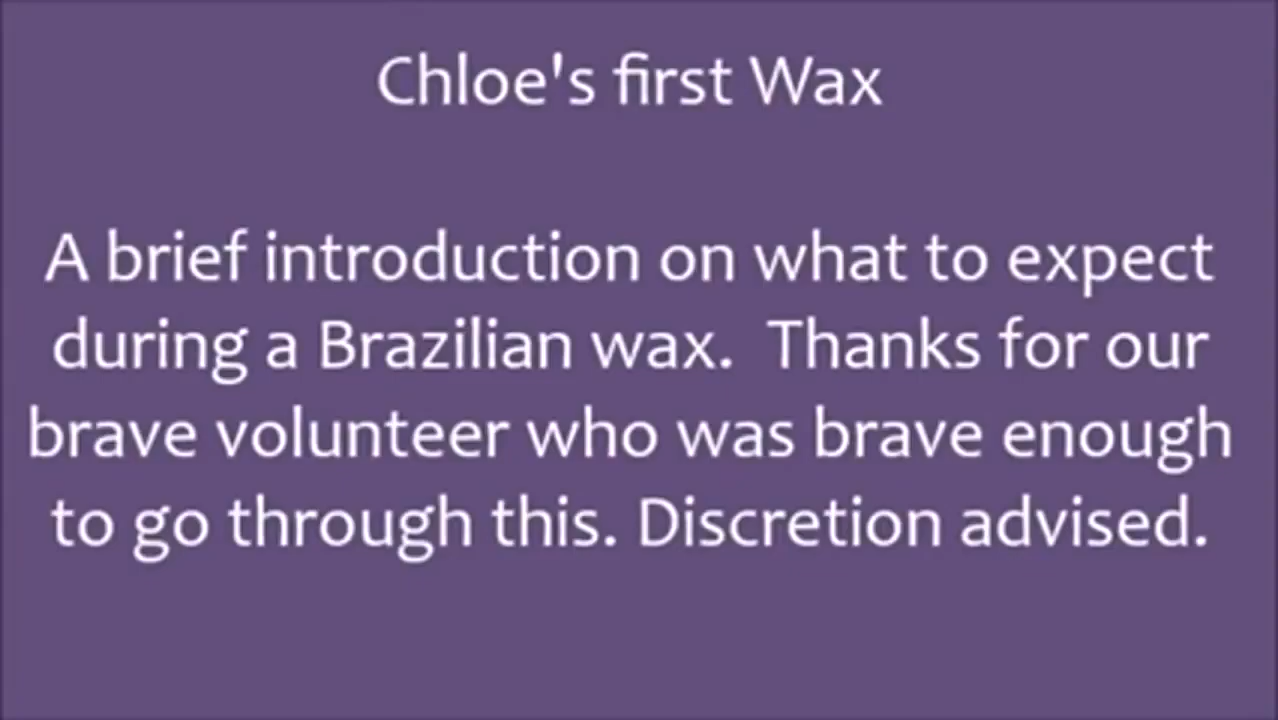 Chloe's first Wax
A brief introduction on what to expect
during a Brazilian wax.  Thanks for our
brave volunteer who was brave enough
to go through this. Discretion advised.